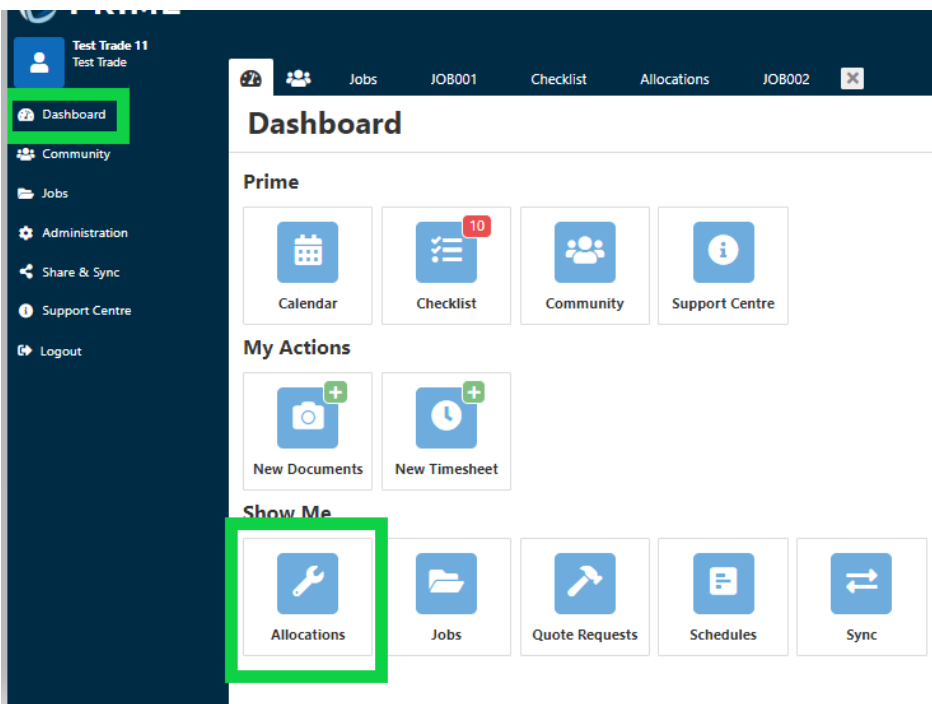 PRIME
Test Trade 11
Test Trade
Jobs JOB001 Checklist Allocations JOB002
Dashboard
Community
Jobs
Administration
Share & Sync
Support Centre
Logout
Dashboard
Prime
10
Calendar Checklist Community Support Centre
My Actions
New Documents New Timesheet
Show Me
Allocations Jobs Quote Requests Schedules Sync